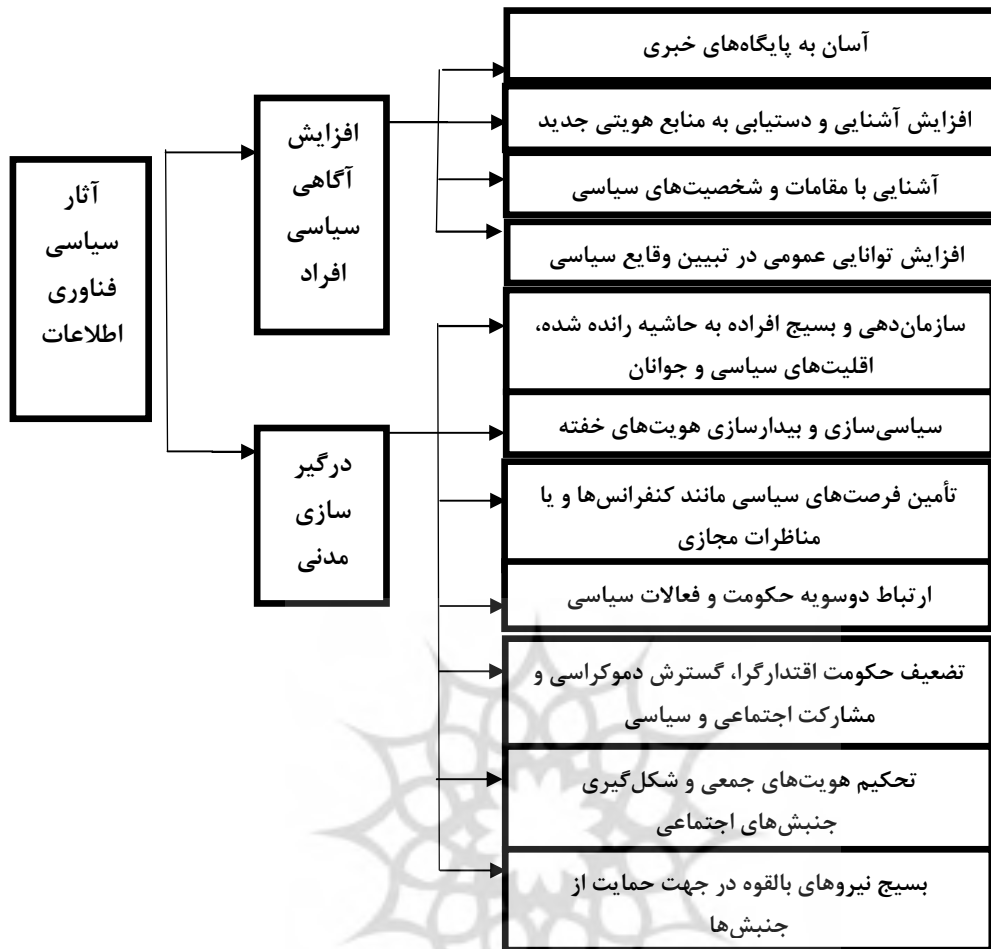 آثار
سیاسی
فناوری
اطلاعات
افزایش
آگاهی
سیاسی
افراد
آسان به پایگاه‌های خبری
افزایش آشنایی و دستیابی به منابع هویتی جدید
آشنایی با مقامات و شخصیت‌های سیاسی
افزایش توانایی عمومی در تبیین وقایع سیاسی
درگیر
سازی
مدنی
سازمان‌دهی و بسیج افراده به حاشیه رانده شده،
اقلیت‌های سیاسی و جوانان
سیاسی‌سازی و بیدارسازی هویت‌های خفته
تأمین فرصت‌های سیاسی مانند کنفرانس‌ها و یا
مناظرات مجازی
ارتباط دوسویه حکومت و فعالات سیاسی
تضعیف حکومت اقتدارگرا، گسترش دموکراسی و
مشارکت اجتماعی و سیاسی
تحکیم هویت‌های جمعی و شکل‌گیری
جنبش‌های اجتماعی
بسیج نیروهای بالقوه در جهت حمایت از
جنبش‌ها